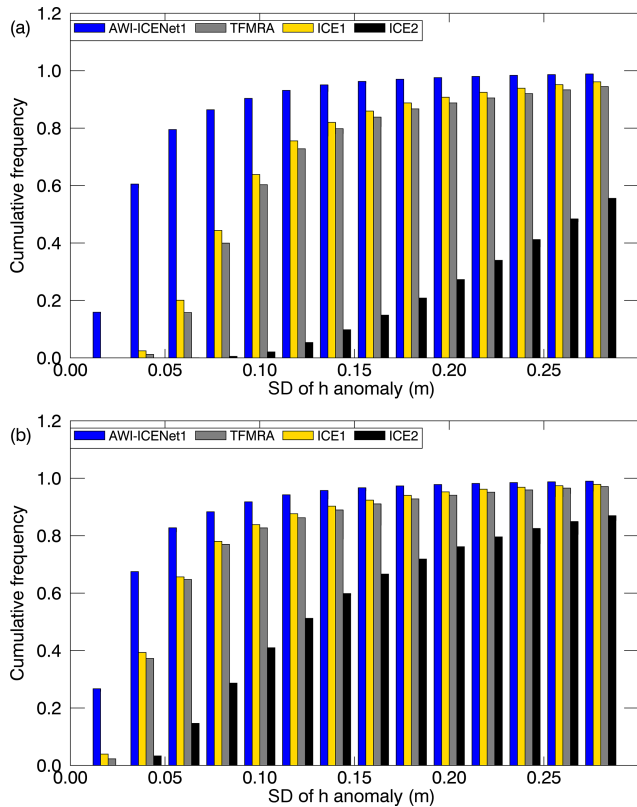 (a)
AWI-ICENet1 TFMRA ICE1 ICE2
1.2
1.0
0.8
0.6
0.4
0.2
0.0
Cumulative frequency
0.00 0.05 0.10 0.15 0.20 0.25
SD of h anomaly (m)
(b)
AWI-ICENet1 TFMRA ICE1 ICE2
1.2
1.0
0.8
0.6
0.4
0.2
0.0
Cumulative frequency
0.00 0.05 0.10 0.15 0.20 0.25
SD of h anomaly (m)